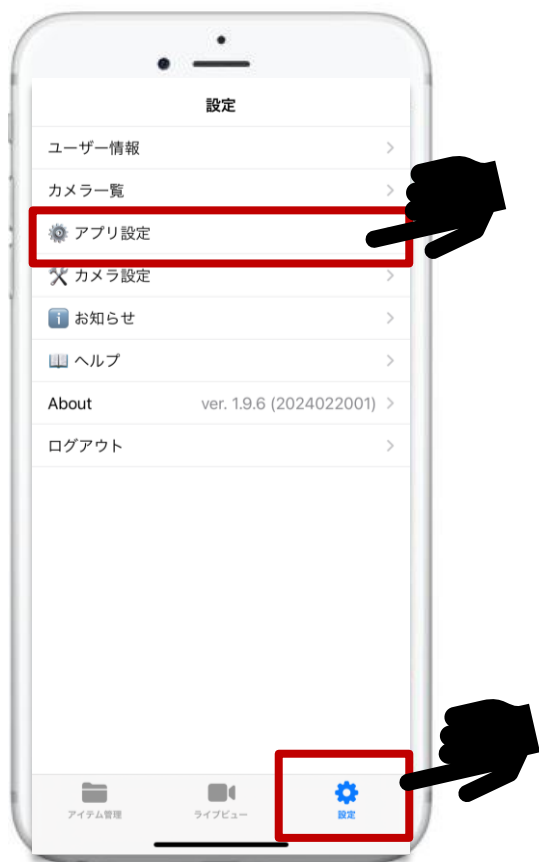 設定
ユーザー情報
カメラ一覧
アプリ設定
カメラ設定
お知らせ
ヘルプ
About ver. 1.9.6 (2024022001)
ログアウト
アイテム管理 ライブビュー 設定